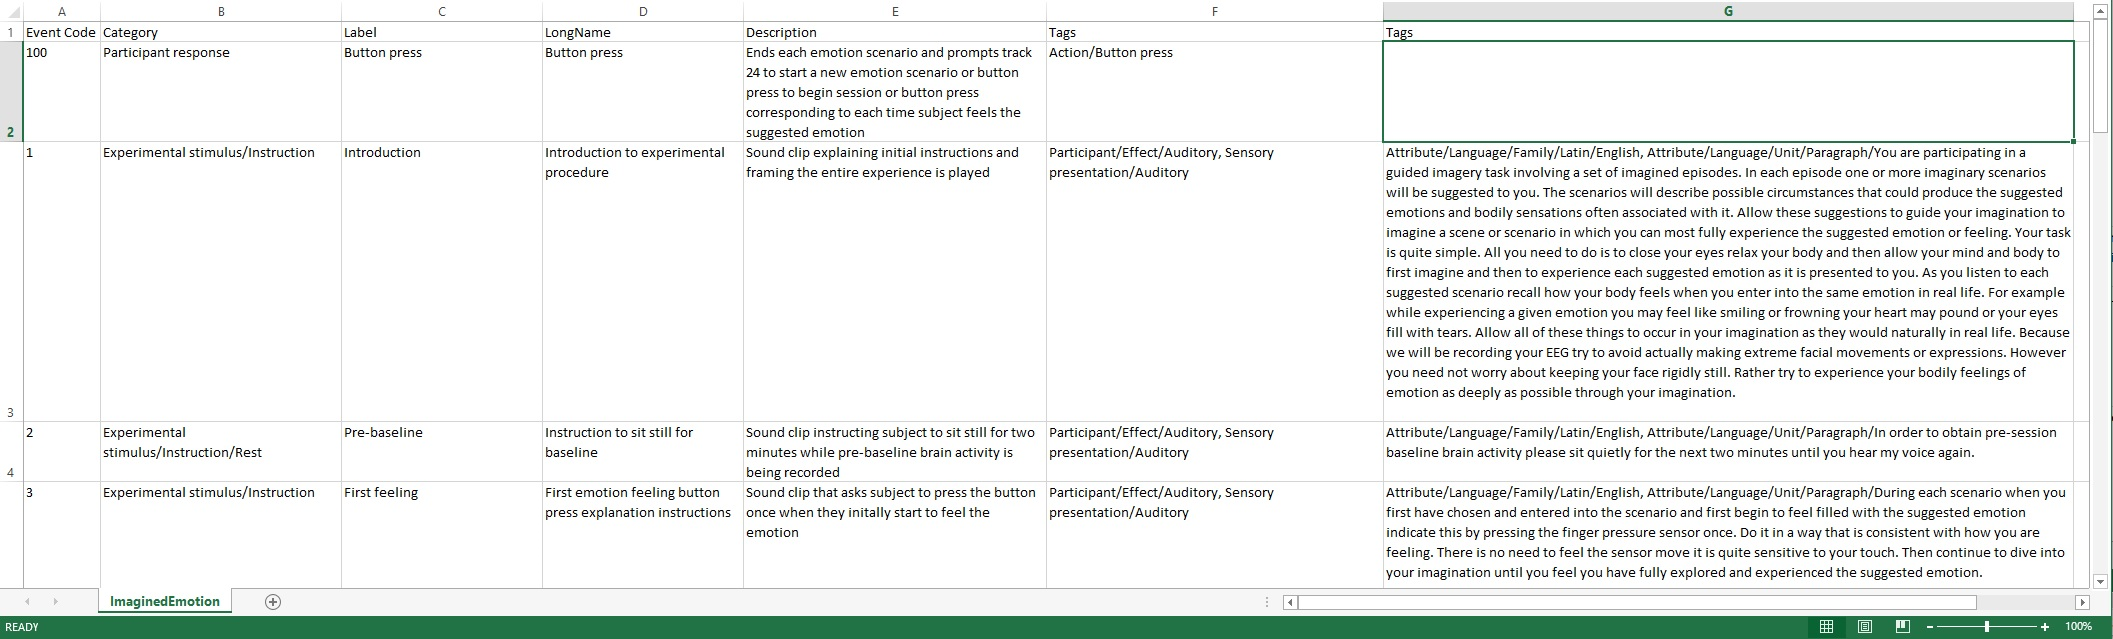 A B C D E F G
1 Event Code Category Label LongName Description Tags Tags
100 Participant response Button press Button press Ends each emotion scenario and prompts track Action/Button press
24 to start a new emotion scenario or button
press to begin session or button press
corresponding to each time subject feels the
2 suggested emotion
1 Experimental stimulus/Instruction Introduction Introduction to experimental Sound clip explaining initial instructions and Participant/Effect/Auditory, Sensory Attribute/Language/Family/Latin/English, Attribute/Language/Unit/Paragraph/You are participating in a
procedure framing the entire experience is played presentation/Auditory guided imagery task involving a set of imagined episodes. In each episode one or more imaginary scenarios
will be suggested to you. The scenarios will describe possible circumstances that could produce the suggested
emotions and bodily sensations often associated with it. Allow these suggestions to guide your imagination to
imagine a scene or scenario in which you can most fully experience the suggested emotion or feeling. Your task
is quite simple. All you need to do is to close your eyes relax your body and then allow your mind and body to
first imagine and then to experience each suggested emotion as it is presented to you. As you listen to each
suggested scenario recall how your body feels when you enter into the same emotion in real life. For example
while experiencing a given emotion you may feel like smiling or frowning your heart may pound or your eyes
fill with tears. Allow all of these things to occur in your imagination as they would naturally in real life. Because
we will be recording your EEG try to avoid actually making extreme facial movements or expressions. However
you need not worry about keeping your face rigidly still. Rather try to experience your bodily feelings of
emotion as deeply as possible through your imagination.
3
2 Experimental Pre-baseline Instruction to sit still for Sound clip instructing subject to sit still for two Participant/Effect/Auditory, Sensory Attribute/Language/Family/Latin/English, Attribute/Language/Unit/Paragraph/In order to obtain pre-session
stimulus/Instruction/Rest baseline minutes while pre-baseline brain activity is presentation/Auditory baseline brain activity please sit quietly for the next two minutes until you hear my voice again.
4 being recorded
3 Experimental stimulus/Instruction First feeling First emotion feeling button Sound clip that asks subject to press the button Participant/Effect/Auditory, Sensory Attribute/Language/Family/Latin/English, Attribute/Language/Unit/Paragraph/During each scenario when you
press explanation instructions once when they initally start to feel the presentation/Auditory first have chosen and entered into the scenario and first begin to feel filled with the suggested emotion
emotion indicate this by pressing the finger pressure sensor once. Do it in a way that is consistent with how you are
feeling. There is no need to feel the sensor move it is quite sensitive to your touch. Then continue to dive into
your imagination until you feel you have fully explored and experienced the suggested emotion.
ImaginedEmotion
READY 100%